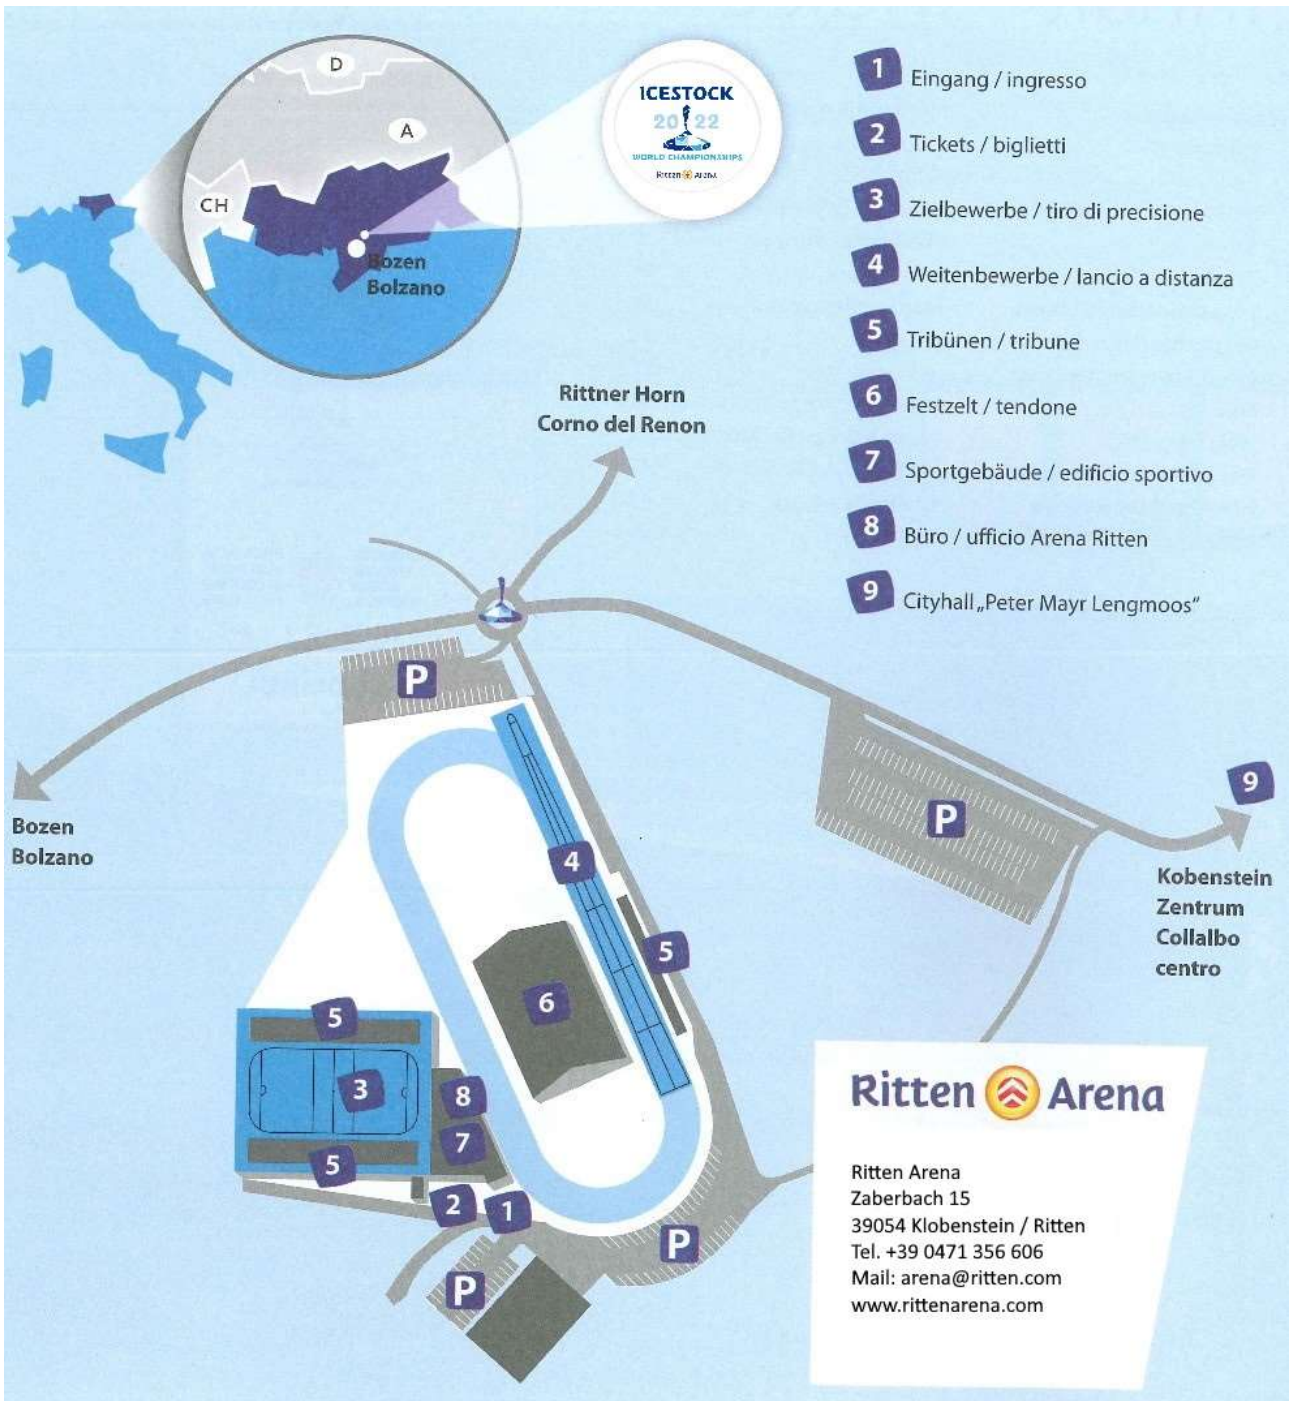 D
A
CH
Bozen
Bolzano
ICESTOCK
20 22
WORLD CHAMPIONSHIPS
Ritten Arena
1 Eingang / ingresso
2 Tickets / biglietti
3 Zielbewerbe / tiro di precisione
4 Weitenbewerbe / lancio a distanza
5 Tribünen / tribune
6 Festzelt / tendone
7 Sportgebäude / edificio sportivo
8 Büro / ufficio Arena Ritten
9 Cityhall „Peter Mayr Lengmoos“
Rittner Horn
Corno del Renon
P
P
9
Bozen
Bolzano
Kobenstein
Zentrum
Collalbo
centro
4
5
6
5
3
8
7
5
2
1
P
P
Ritten Arena
Ritten Arena
Zaberbach 15
39054 Klobenstein / Ritten
Tel. +39 0471 356 606
Mail: arena@ritten.com
www.rittenarena.com